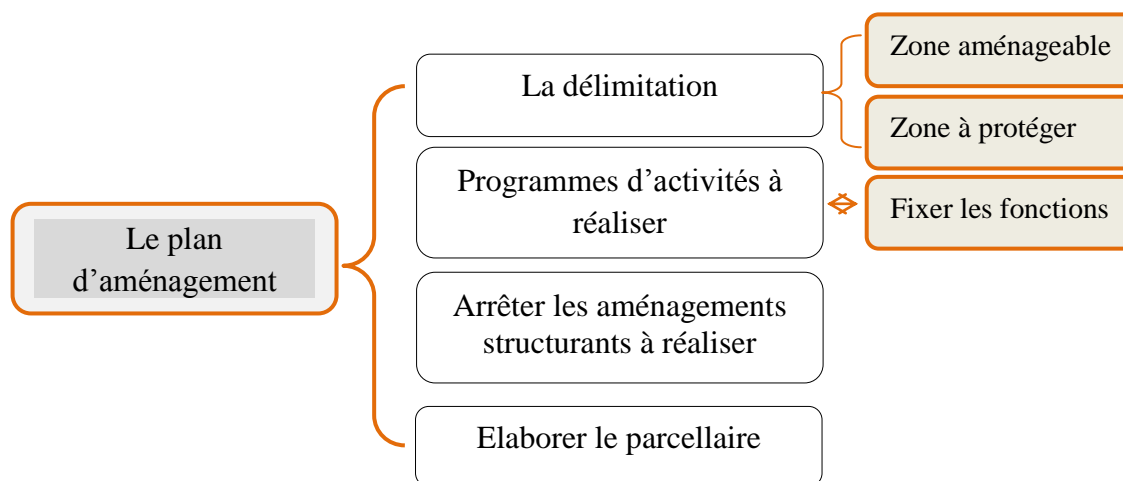 Le plan
d’aménagement
La délimitation
Zone aménageable
Zone à protéger
Programmes d’activités à
réaliser
Fixer les fonctions
Arrêter les aménagements
structurants à réaliser
Elaborer le parcellaire